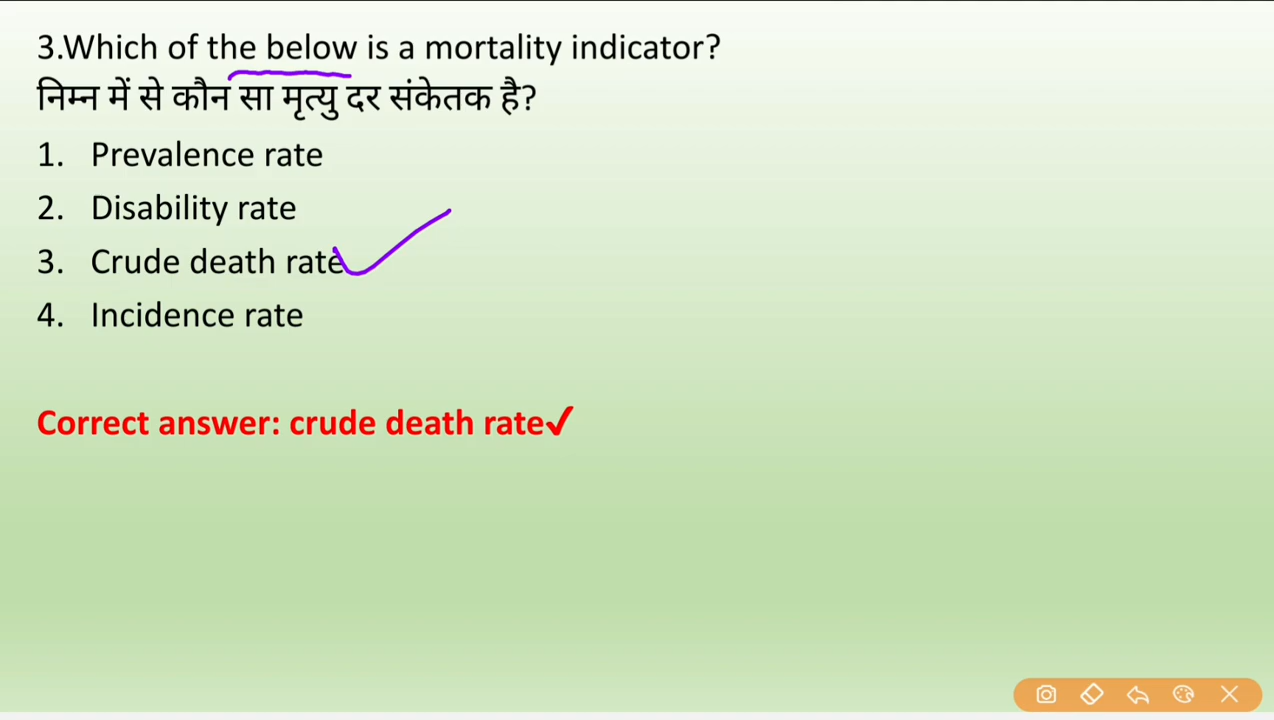 3.Which of the below is a mortality indicator?
निम्न में से कौन सा मृत्यु दर संकेतक है?
1. Prevalence rate
2. Disability rate
3. Crude death rate
4. Incidence rate
Correct answer: crude death rate✔